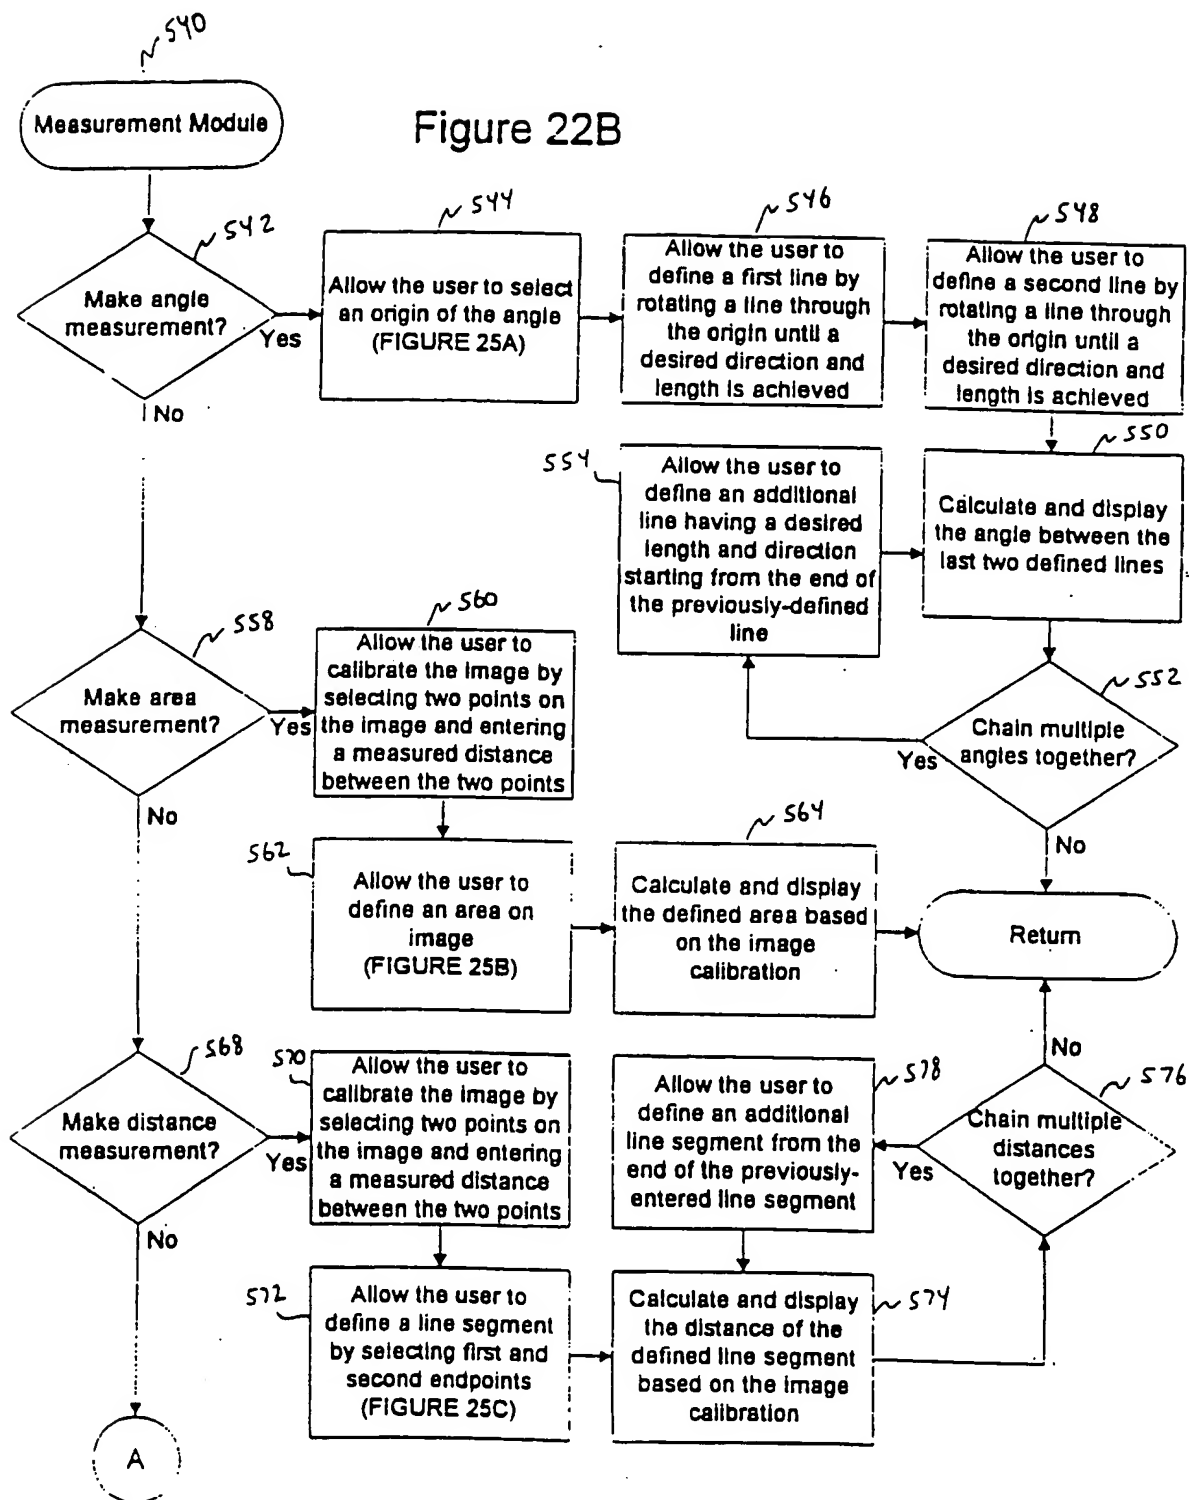 540
Measurement Module
Figure 22B
542
Make angle
measurement?
Yes
No
544
Allow the user to select
an origin of the angle
(FIGURE 25A)
546
Allow the user to
define a first line by
rotating a line through
the origin until a
desired direction and
length is achieved
548
Allow the user to
define a second line by
rotating a line through
the origin until a
desired direction and
length is achieved
550
Calculate and display
the angle between the
last two defined lines
554
Allow the user to
define an additional
line having a desired
length and direction
starting from the end of
the previously-defined
line
552
Chain multiple
angles together?
Yes
No
558
Make area
measurement?
Yes
No
560
Allow the user to
calibrate the image by
selecting two points on
the image and entering
a measured distance
between the two points
562
Allow the user to
define an area on
image
(FIGURE 25B)
564
Calculate and display
the defined area based
on the image
calibration
Return
568
Make distance
measurement?
Yes
No
570
Allow the user to
calibrate the image by
selecting two points on
the image and entering
a measured distance
between the two points
572
Allow the user to
define a line segment
by selecting first and
second endpoints
(FIGURE 25C)
574
Calculate and display
the distance of the
defined line segment
based on the image
calibration
578
Allow the user to
define an additional
line segment from the
end of the previously-
entered line segment
576
Chain multiple
distances
together?
Yes
No
A